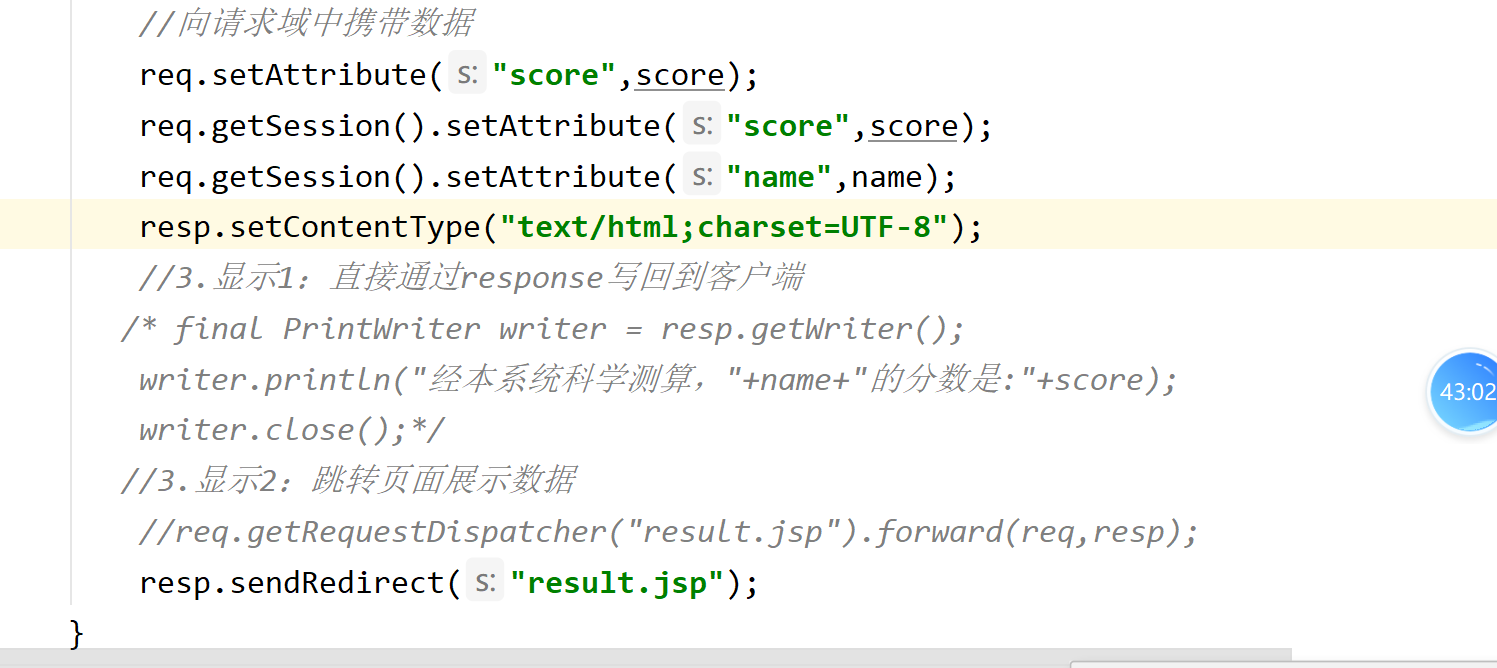 //向请求域中携带数据
req.setAttribute( s: "score",score);
req.getSession().setAttribute( s: "score",score);
req.getSession().setAttribute( s: "name",name);
resp.setContentType("text/html;charset=UTF-8");
//3.显示1：直接通过response写回到客户端
/* final PrintWriter writer = resp.getWriter();
writer.println("经本系统科学测算，"+name+"的分数是:"+score);
43:02
writer.close();*/
//3.显示2：跳转页面展示数据
//req.getRequestDispatcher("result.jsp").forward(req,resp);
resp.sendRedirect( s: "result.jsp");
}